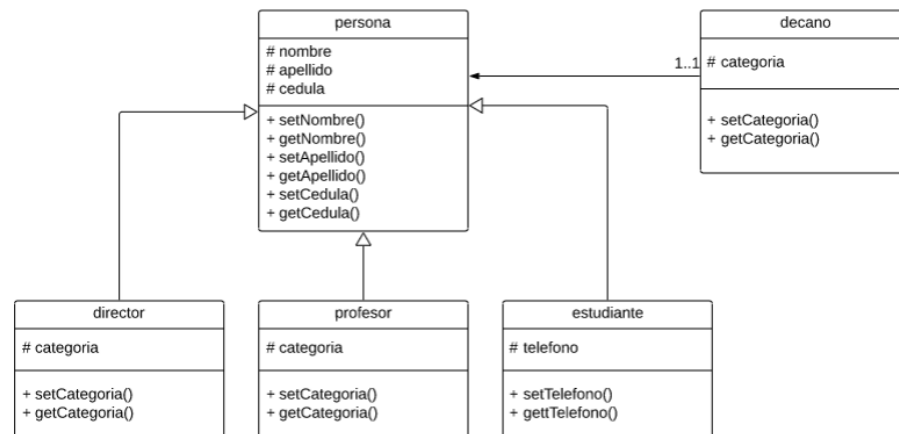 persona
# nombre
# apellido
# cedula
+ setNombre()
+ getNombre()
+ setApellido()
+ getApellido()
+ setCedula()
+ getCedula()
decano
1..1
# categoria
+ setCategoria()
+ getCategoria()
director
# categoria
+ setCategoria()
+ getCategoria()
profesor
# categoria
+ setCategoria()
+ getCategoria()
estudiante
# telefono
+ setTelefono()
+ gettTelefono()